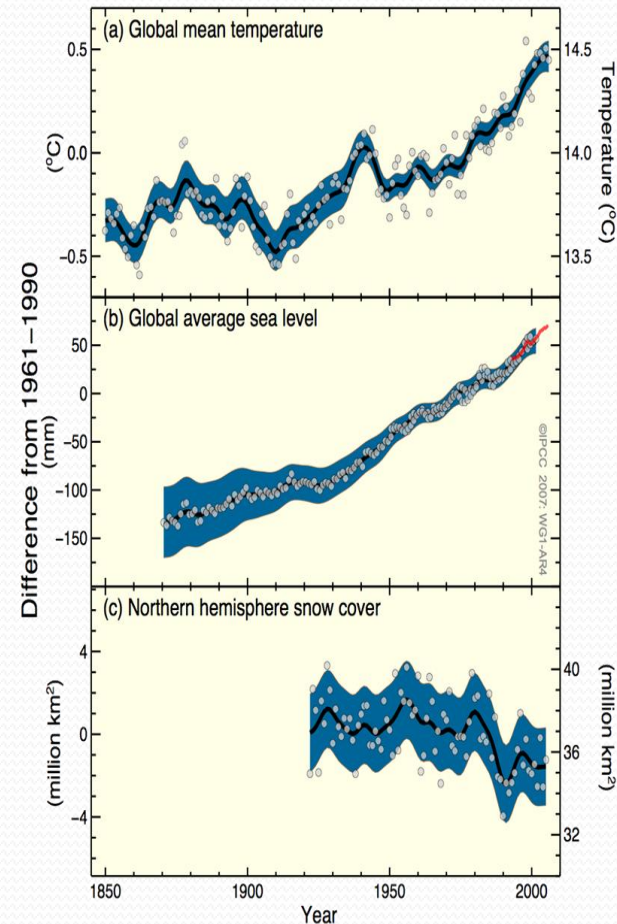 (a) Global mean temperature
0.5
0.0
−0.5
(°C)
14.5
14.0
13.5
Temperature (°C)
Difference from 1961–1990
(b) Global average sea level
50
0
−50
−100
−150
(mm)
©IPCC 2007: WG1-AR4
(c) Northern hemisphere snow cover
4
0
−4
(million km²)
40
36
32
(million km²)
1850
1900
1950
2000
Year